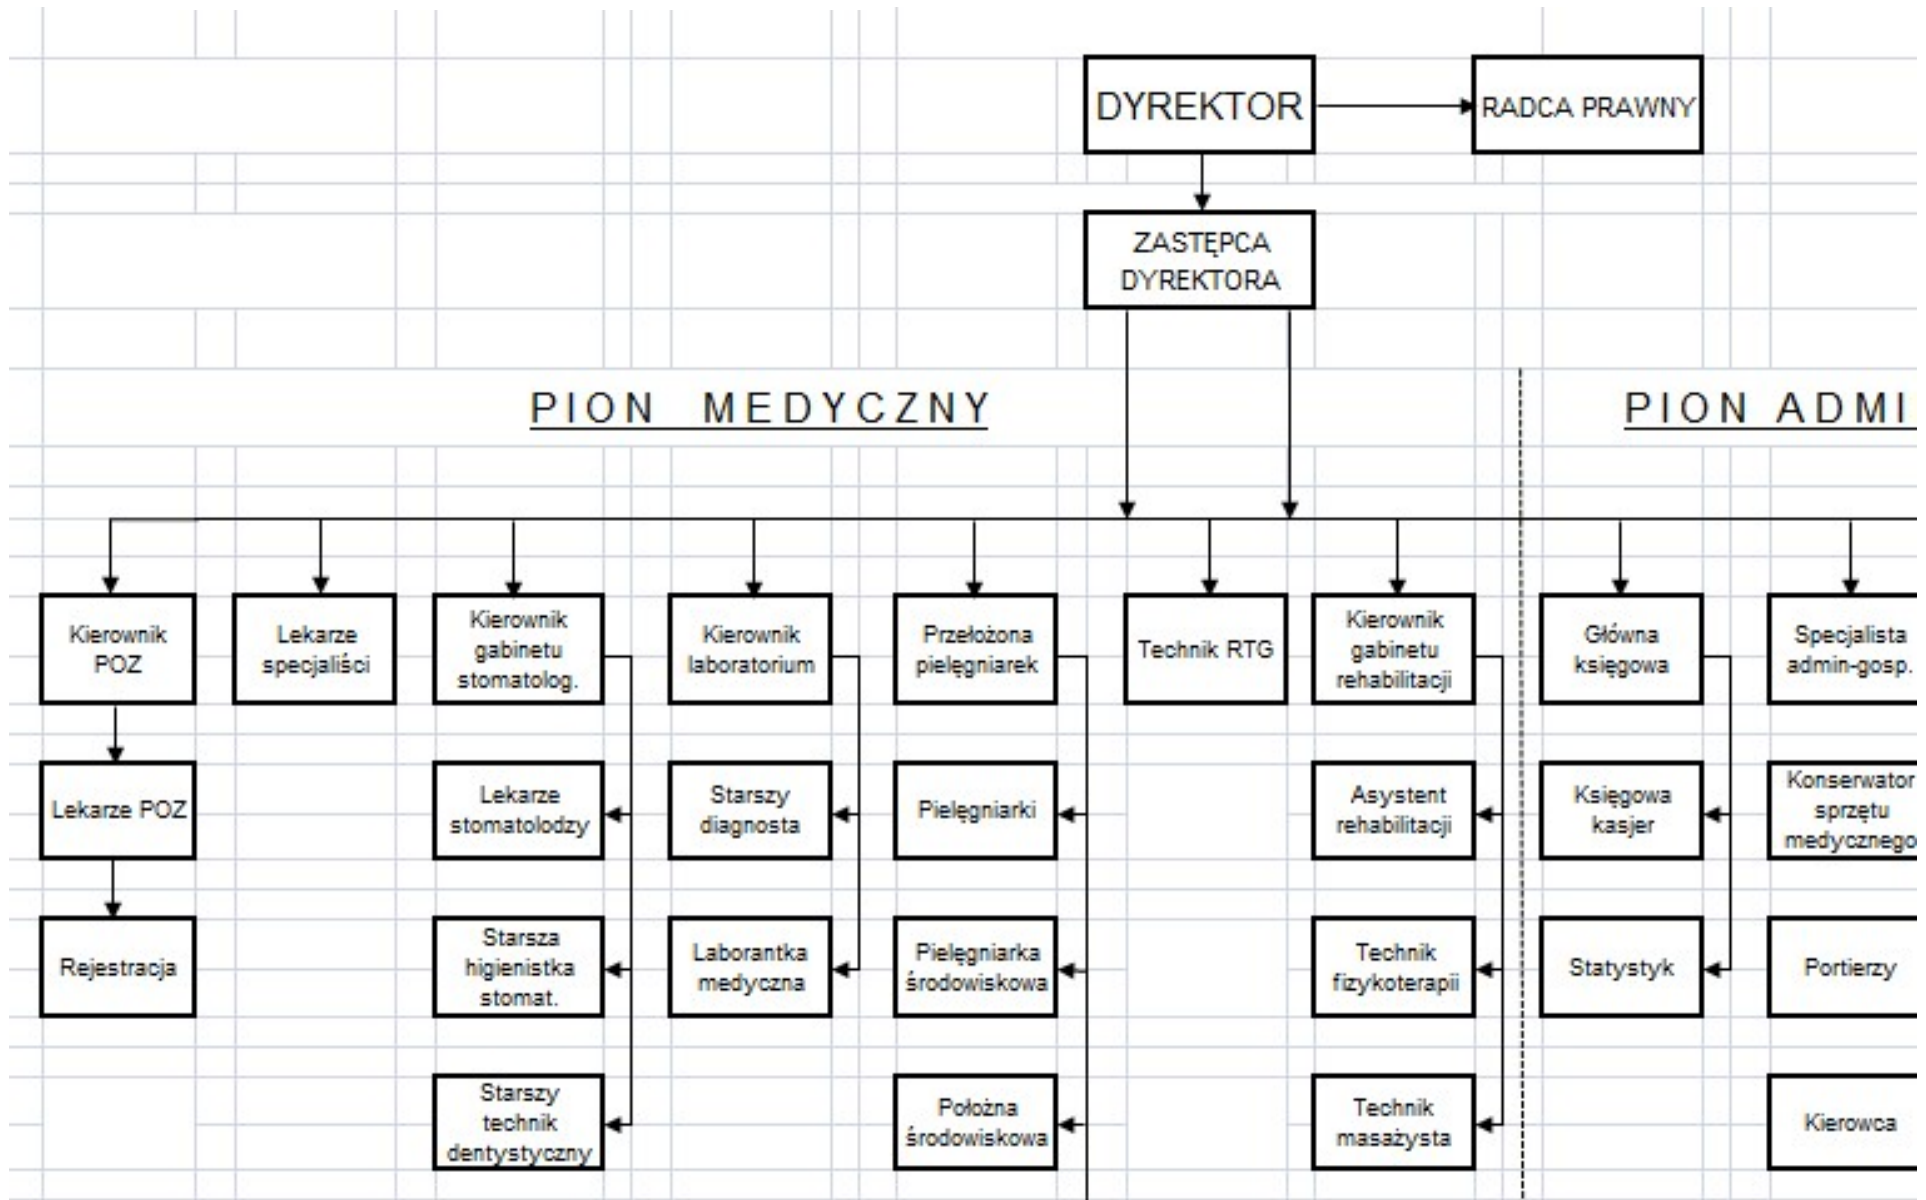 DYREKTOR
RADCA PRAWNY
ZASTĘPCA
DYREKTORA
PION MEDYCZNY
PION ADMI
Kierownik
POZ
Lekarze
specjaliści
Kierownik
gabinetu
stomatolog.
Kierownik
laboratorium
Przełożona
pielęgniarek
Technik RTG
Kierownik
gabinetu
rehabilitacji
Główna
księgowa
Specjalista
admin-gosp.
Lekarze POZ
Lekarze
stomatolodzy
Starszy
diagnosta
Pielęgniarki
Asystent
rehabilitacji
Księgowa
kasjer
Konserwator
sprzętu
medycznego
Rejestracja
Starsza
higienistka
stomat.
Laborantka
medyczna
Pielęgniarka
środowiskowa
Technik
fizykoterapii
Statystyk
Portierzy
Starszy
technik
dentystyczny
Położna
środowiskowa
Technik
masażysta
Kierowca